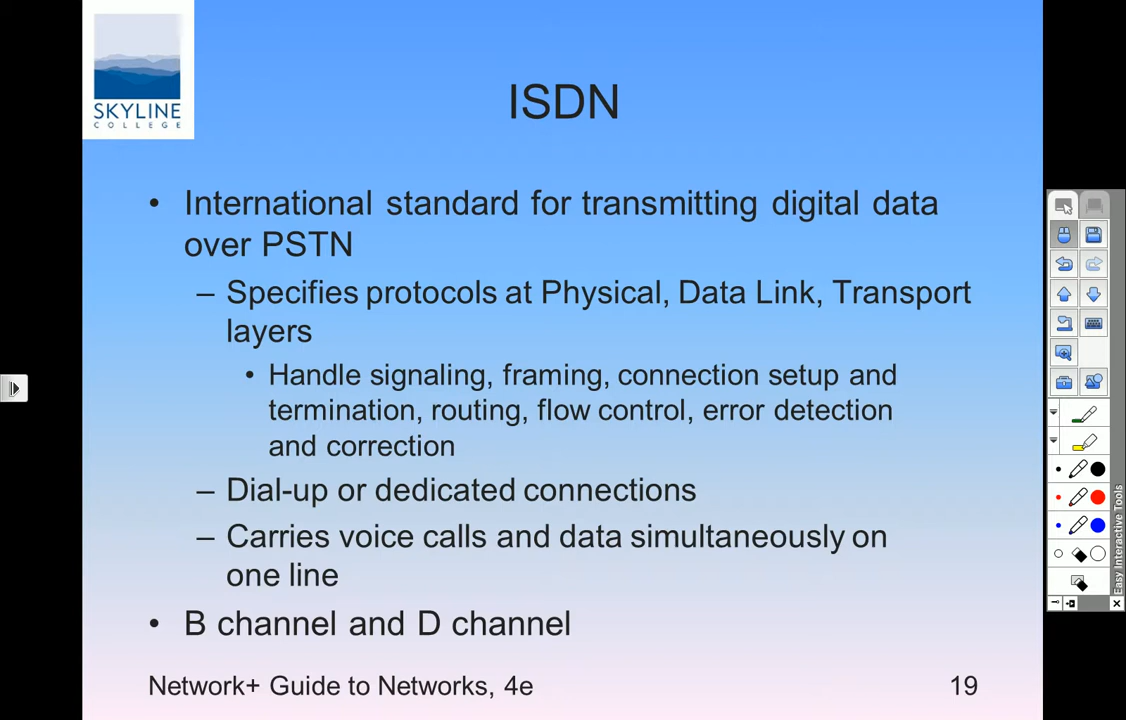 SKYLINE
COLLEGE
ISDN
• International standard for transmitting digital data
over PSTN
– Specifies protocols at Physical, Data Link, Transport
layers
• Handle signaling, framing, connection setup and
termination, routing, flow control, error detection
and correction
– Dial-up or dedicated connections
– Carries voice calls and data simultaneously on
one line
• B channel and D channel
Network+ Guide to Networks, 4e
19
Easy Interactive Tools